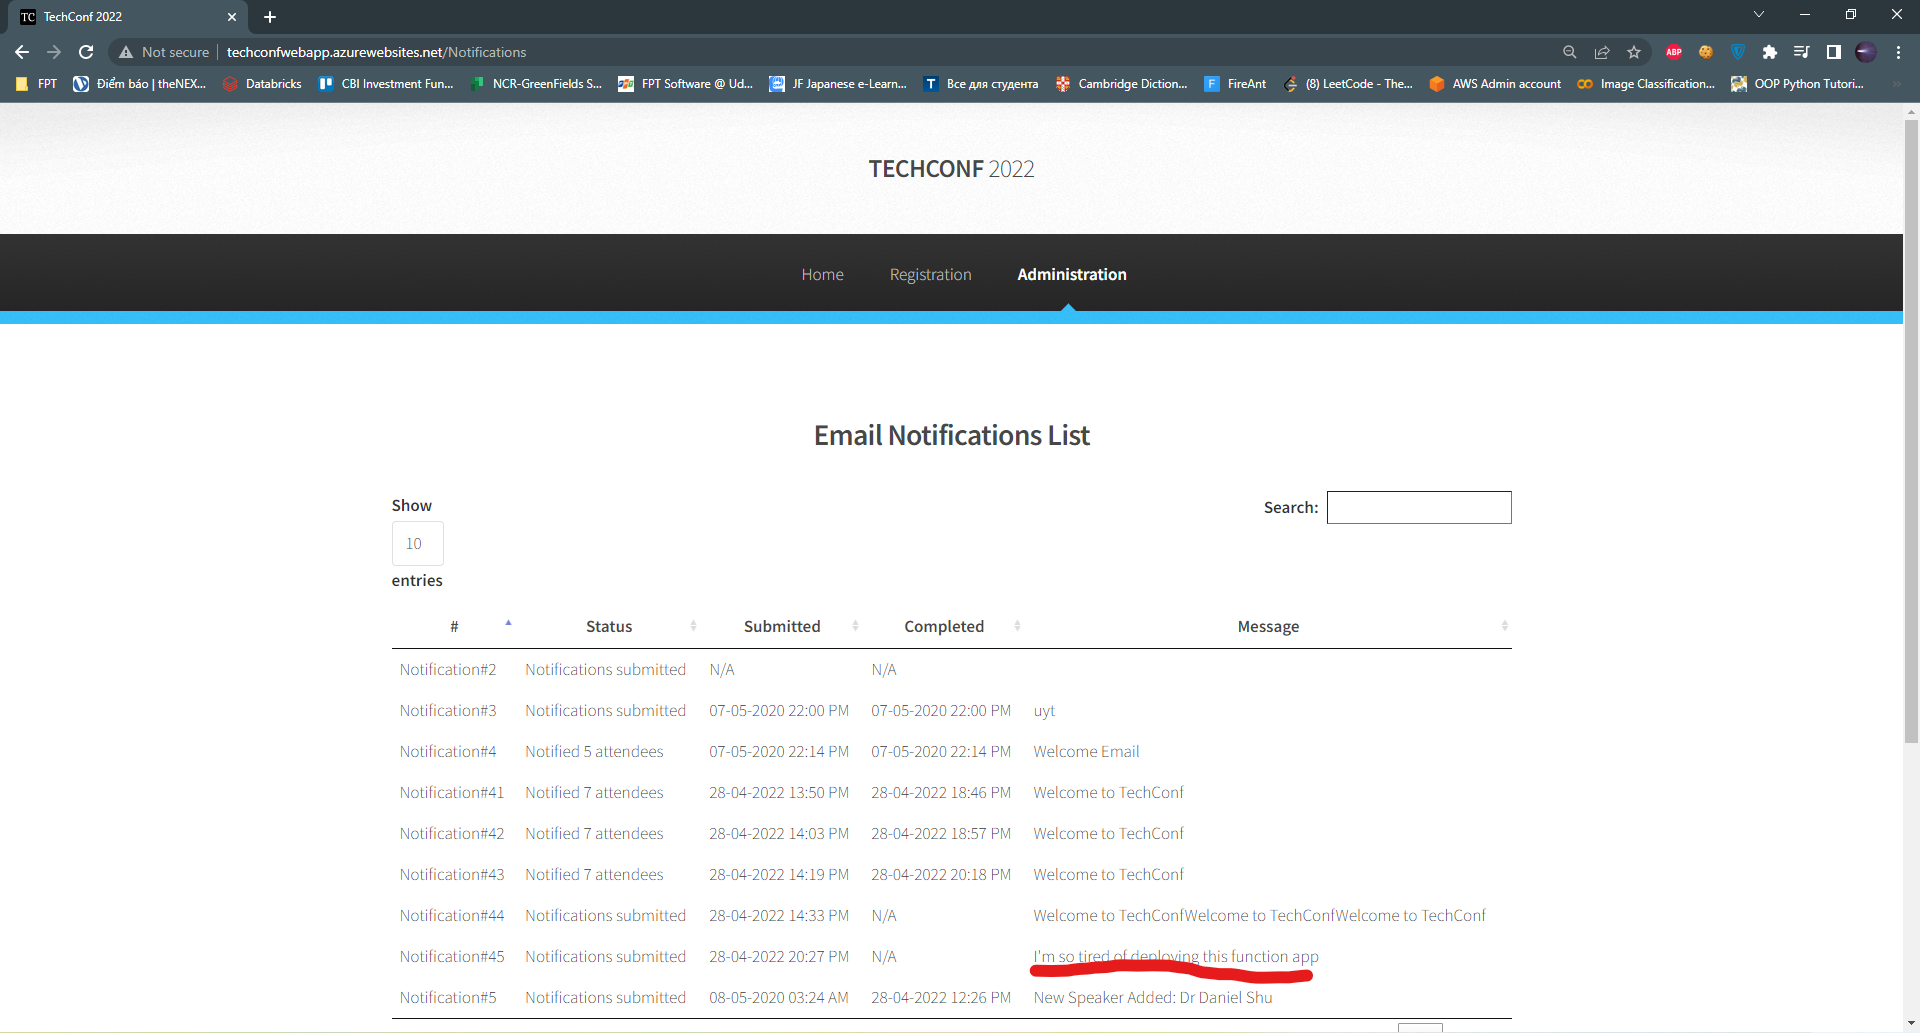 TC TechConf 2022
Not secure techconfwebapp.azurewebsites.net/Notifications ABP
FPT Điểm báo | theNEX... Databricks CBI Investment Fun... NCR-GreenFields S... FPT Software @ Ud... JF Japanese e-Learn... T Все для студента Cambridge Diction... F FireAnt (8) LeetCode - The... AWS Admin account Image Classification... OOP Python Tutori...
TECHCONF 2022
Home Registration Administration
Email Notifications List
Show
Search:
10
entries
# Status Submitted Completed Message
Notification#2 Notifications submitted N/A N/A
Notification#3 Notifications submitted 07-05-2020 22:00 PM 07-05-2020 22:00 PM uyt
Notification#4 Notified 5 attendees 07-05-2020 22:14 PM 07-05-2020 22:14 PM Welcome Email
Notification#41 Notified 7 attendees 28-04-2022 13:50 PM 28-04-2022 18:46 PM Welcome to TechConf
Notification#42 Notified 7 attendees 28-04-2022 14:03 PM 28-04-2022 18:57 PM Welcome to TechConf
Notification#43 Notified 7 attendees 28-04-2022 14:19 PM 28-04-2022 20:18 PM Welcome to TechConf
Notification#44 Notifications submitted 28-04-2022 14:33 PM N/A Welcome to TechConfWelcome to TechConfWelcome to TechConf
Notification#45 Notifications submitted 28-04-2022 20:27 PM N/A I'm so tired of deploying this function app
Notification#5 Notifications submitted 08-05-2020 03:24 AM 28-04-2022 12:26 PM New Speaker Added: Dr Daniel Shu